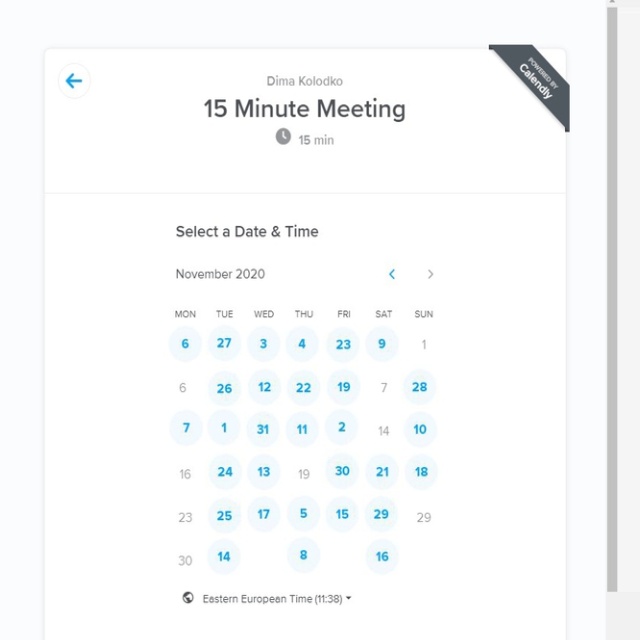 POWERED BY
Calendly
Dima Kolodko
15 Minute Meeting
15 min
Select a Date & Time
November 2020
MON TUE WED THU FRI SAT SUN
6 27 3 4 23 9 1
6 26 12 22 19 7 28
7 1 31 11 2 14 10
16 24 13 19 30 21 18
23 25 17 5 15 29 29
30 14 8 16
Eastern European Time (11:38)